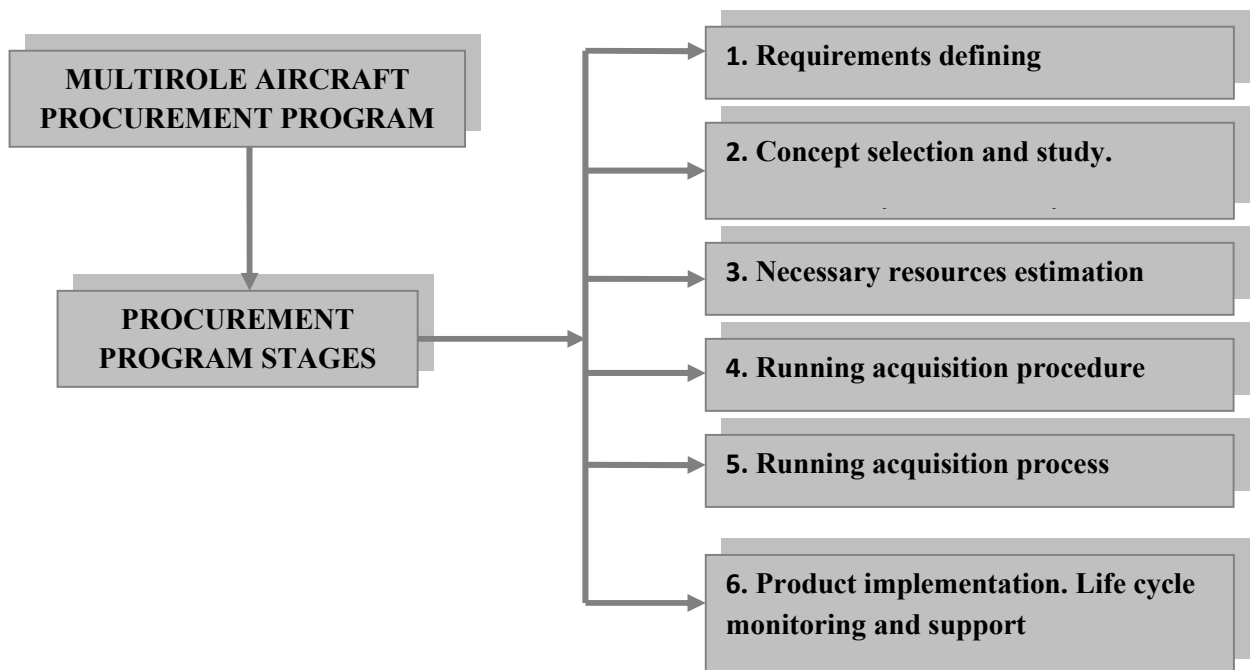 MULTIROLE AIRCRAFT
PROCUREMENT PROGRAM
PROCUREMENT
PROGRAM STAGES
1. Requirements defining
2. Concept selection and study.
3. Necessary resources estimation
4. Running acquisition procedure
5. Running acquisition process
6. Product implementation. Life cycle
monitoring and support